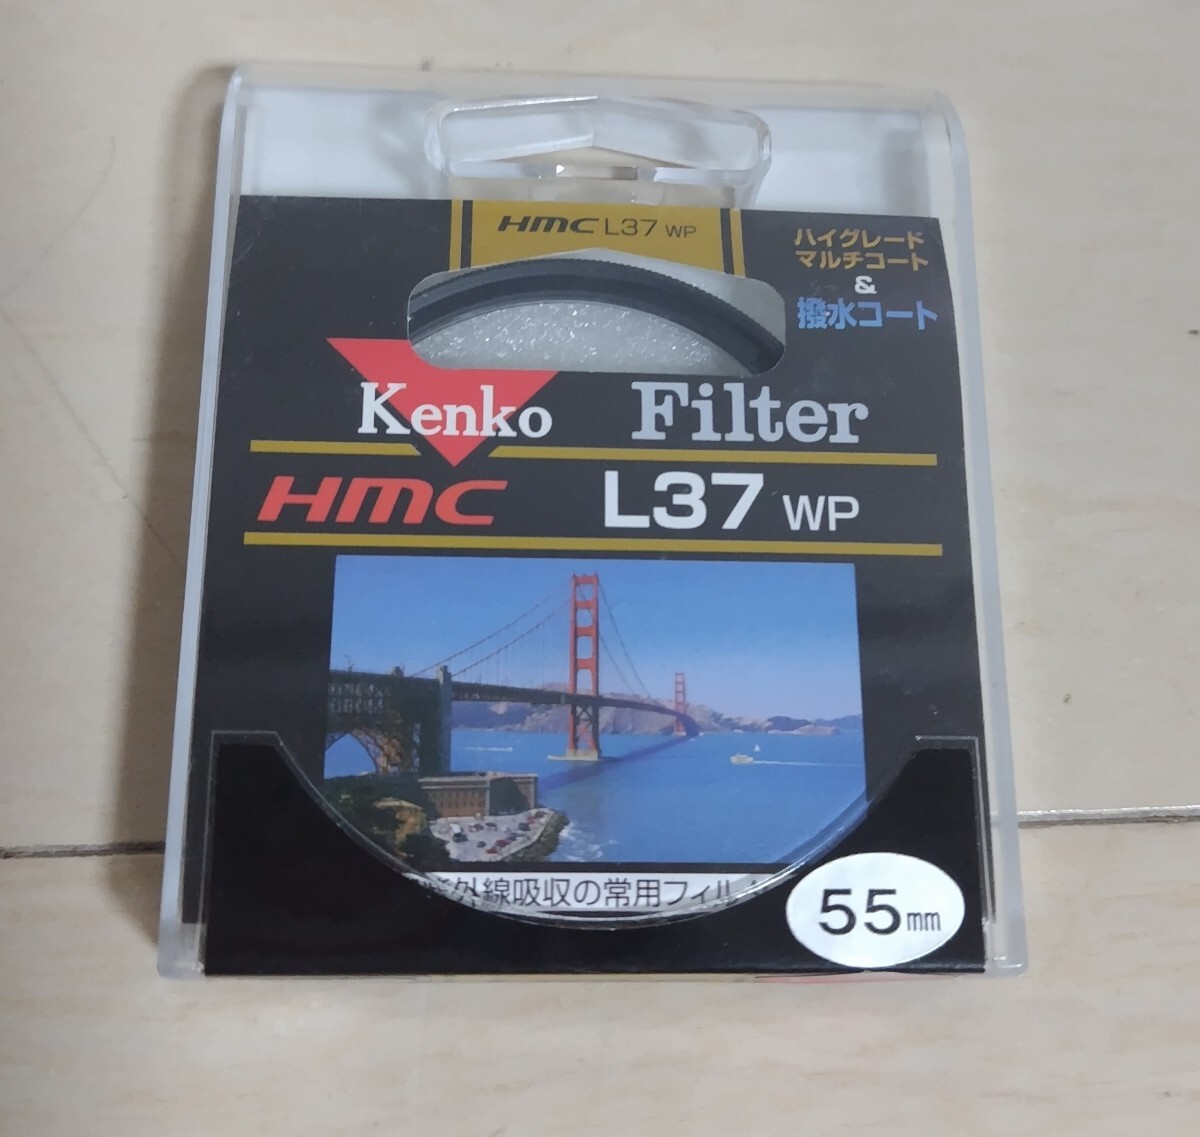 HMC L37 WP
ハイグレード
マルチコート
&
撥水コート
Kenko Filter
HMC L37 WP
外線吸収の常用フィル
55mm